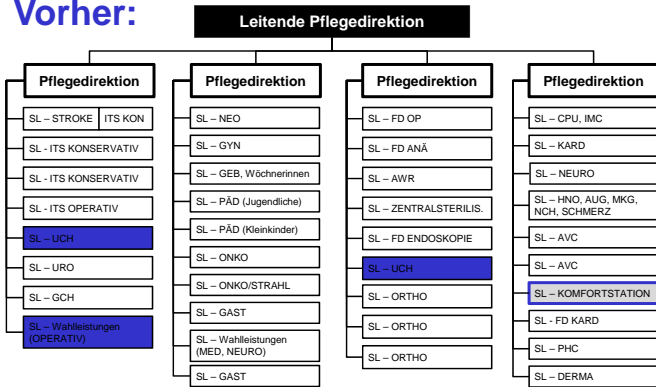 Vorher:
Leitende Pflegedirektion
Pflegedirektion
SL – STROKE ITS KON
SL - ITS KONSERVATIV
SL - ITS KONSERVATIV
SL - ITS OPERATIV
SL – UCH
SL – URO
SL – GCH
SL – Wahlleistungen
(OPERATIV)
Pflegedirektion
SL – NEO
SL – GYN
SL – GEB, Wöchnerinnen
SL – PÄD (Jugendliche)
SL – PÄD (Kleinkinder)
SL – ONKO
SL – ONKO/STRAHL
SL – GAST
SL – Wahlleistungen
(MED, NEURO)
SL – GAST
Pflegedirektion
SL – FD OP
SL – FD ANÄ
SL – AWR
SL – ZENTRALSTERILIS.
SL – FD ENDOSKOPIE
SL – UCH
SL – ORTHO
SL – ORTHO
SL – ORTHO
Pflegedirektion
SL – CPU, IMC
SL – KARD
SL – NEURO
SL – HNO, AUG, MKG,
NCH, SCHMERZ
SL – AVC
SL – AVC
SL – KOMFORTSTATION
SL - FD KARD
SL – PHC
SL – DERMA